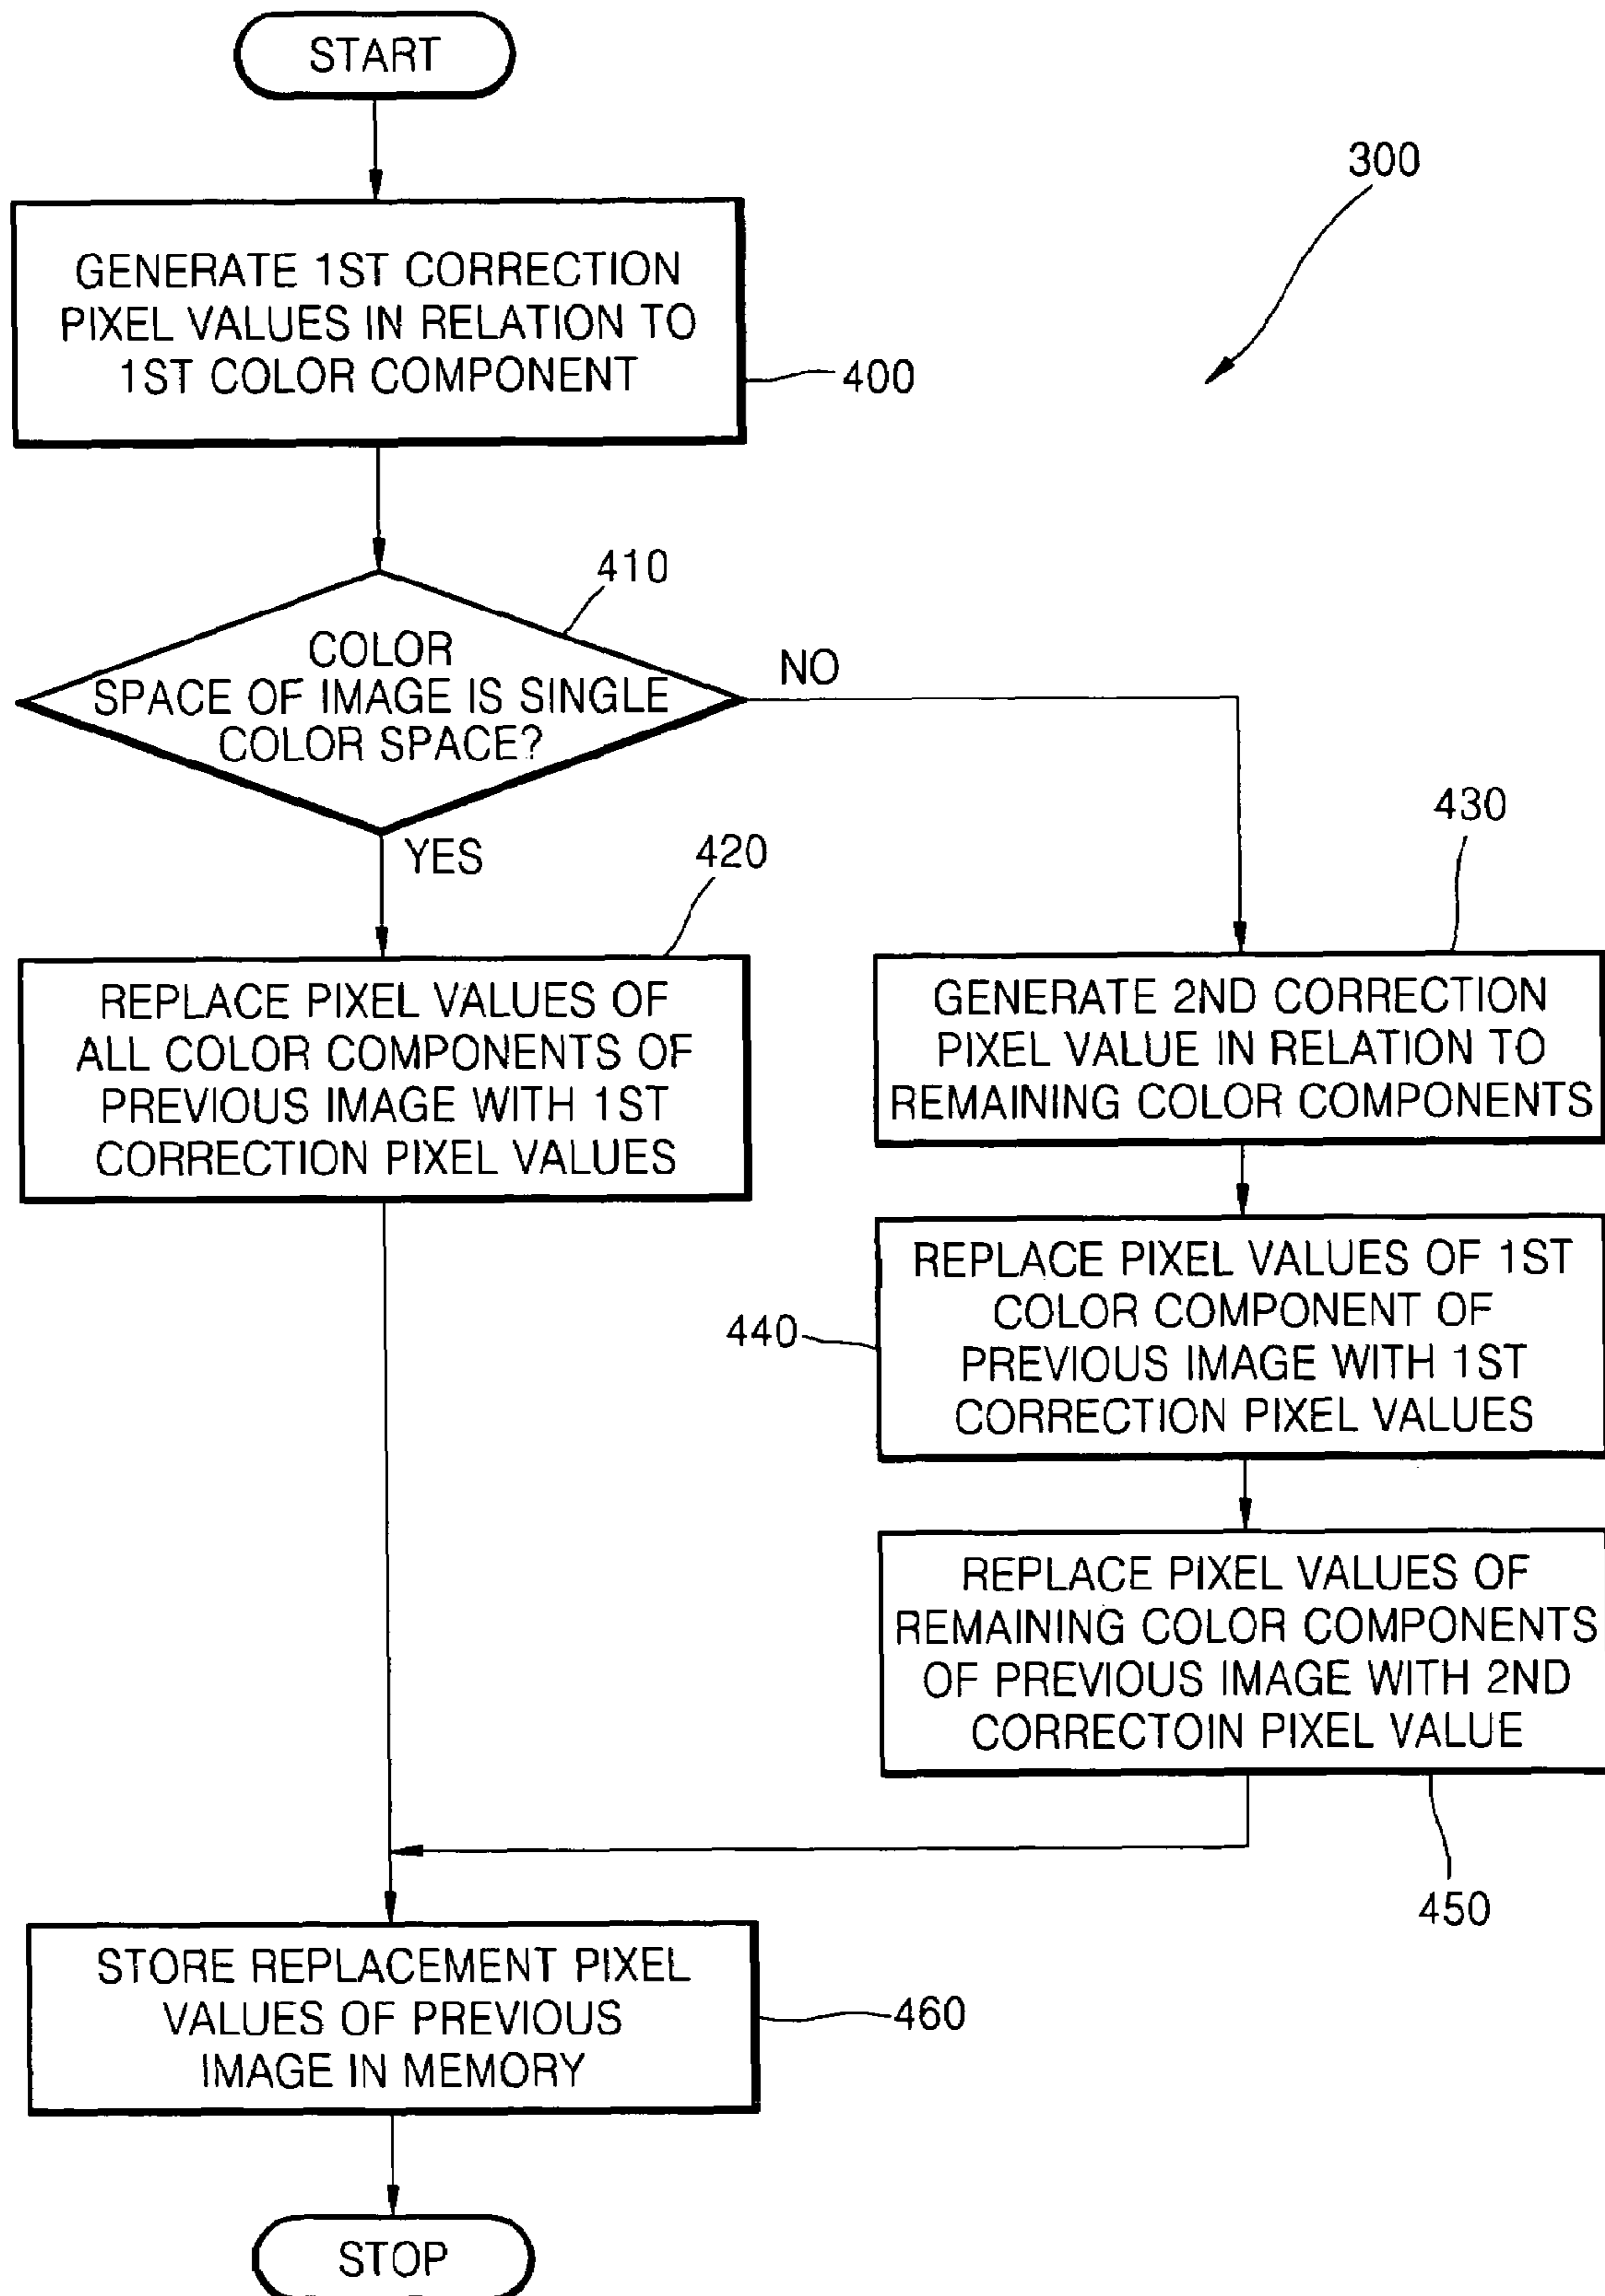 START
300
GENERATE 1ST CORRECTION
PIXEL VALUES IN RELATION TO
1ST COLOR COMPONENT
400
410
COLOR
SPACE OF IMAGE IS SINGLE
COLOR SPACE?
NO
YES
420
430
REPLACE PIXEL VALUES OF
ALL COLOR COMPONENTS OF
PREVIOUS IMAGE WITH 1ST
CORRECTION PIXEL VALUES
GENERATE 2ND CORRECTION
PIXEL VALUE IN RELATION TO
REMAINING COLOR COMPONENTS
REPLACE PIXEL VALUES OF 1ST
COLOR COMPONENT OF
PREVIOUS IMAGE WITH 1ST
CORRECTION PIXEL VALUES
440
REPLACE PIXEL VALUES OF
REMAINING COLOR COMPONENTS
OF PREVIOUS IMAGE WITH 2ND
CORRECTOIN PIXEL VALUE
450
STORE REPLACEMENT PIXEL
VALUES OF PREVIOUS
IMAGE IN MEMORY
460
STOP